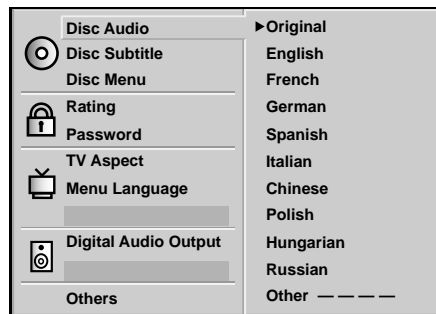 Disc Audio
Disc Subtitle
Disc Menu
Rating
Password
TV Aspect
Menu Language
Digital Audio Output
Others
▶Original
English
French
German
Spanish
Italian
Chinese
Polish
Hungarian
Russian
Other — — — —